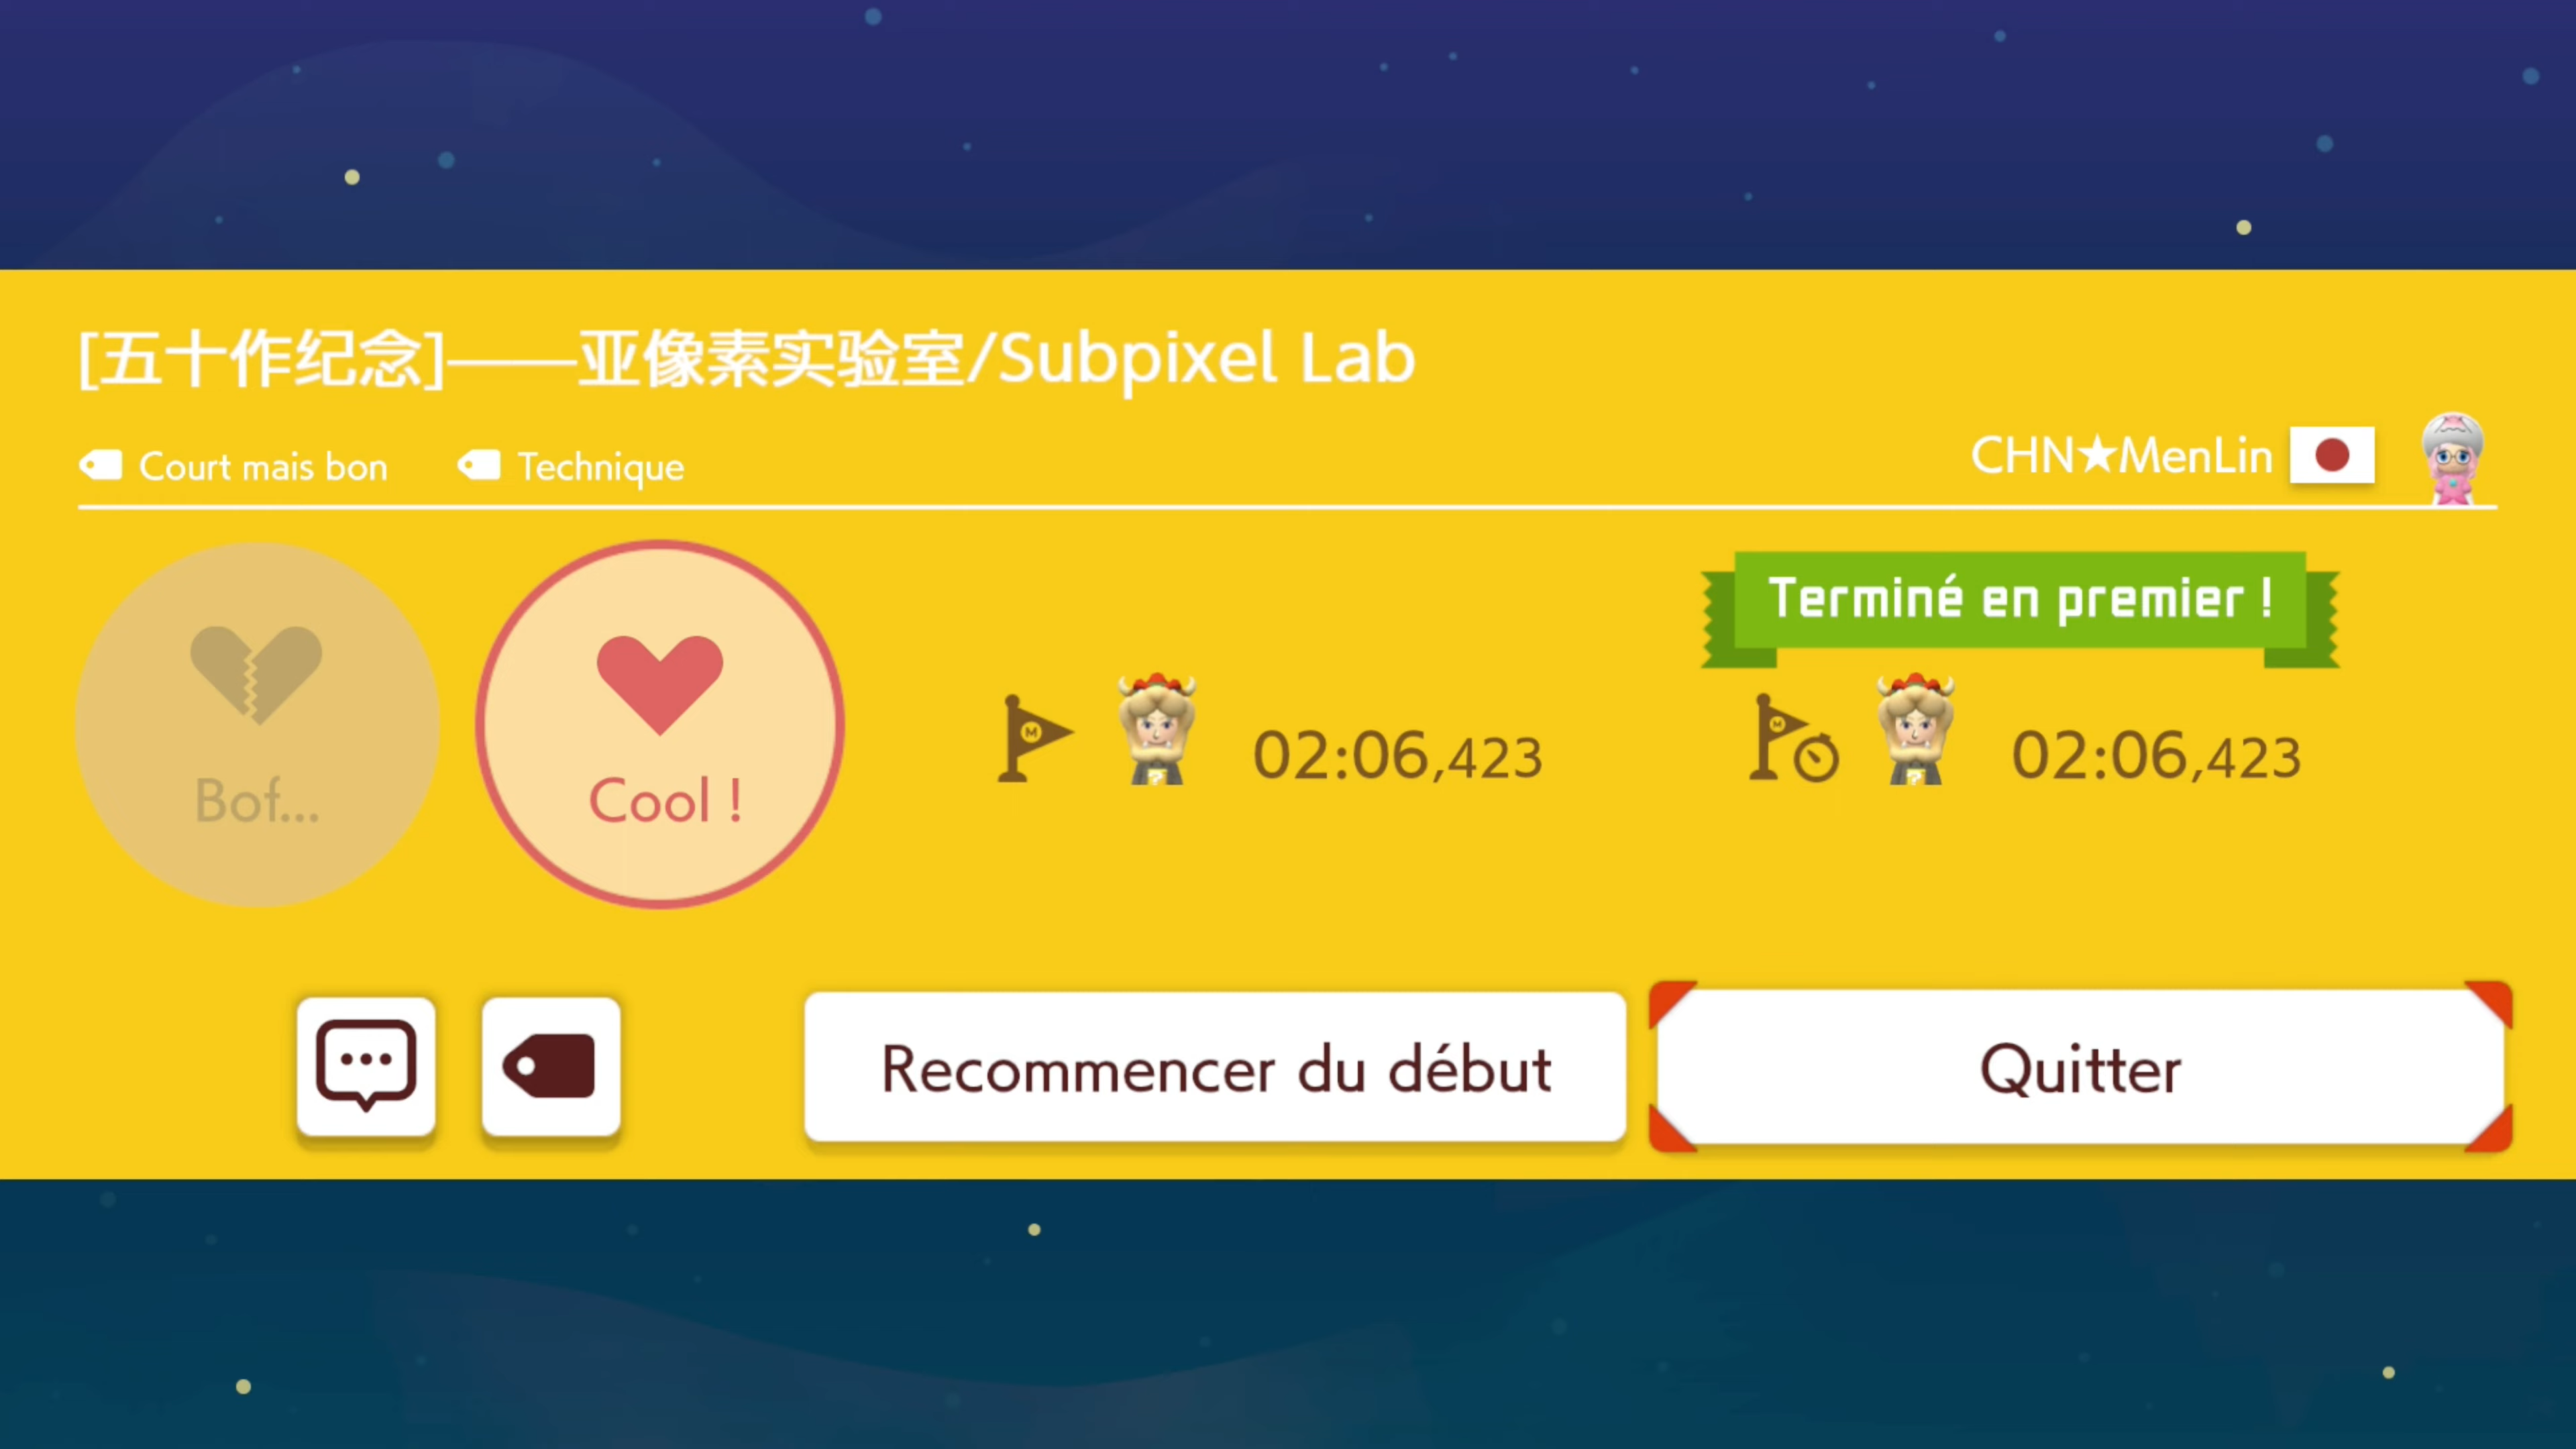 [五十作纪念]——亚像素实验室/Subpixel Lab
Court mais bon Technique
CHN★MenLin
Terminé en premier !
Bof...
Cool !
02:06,423
02:06,423
Recommencer du début
Quitter